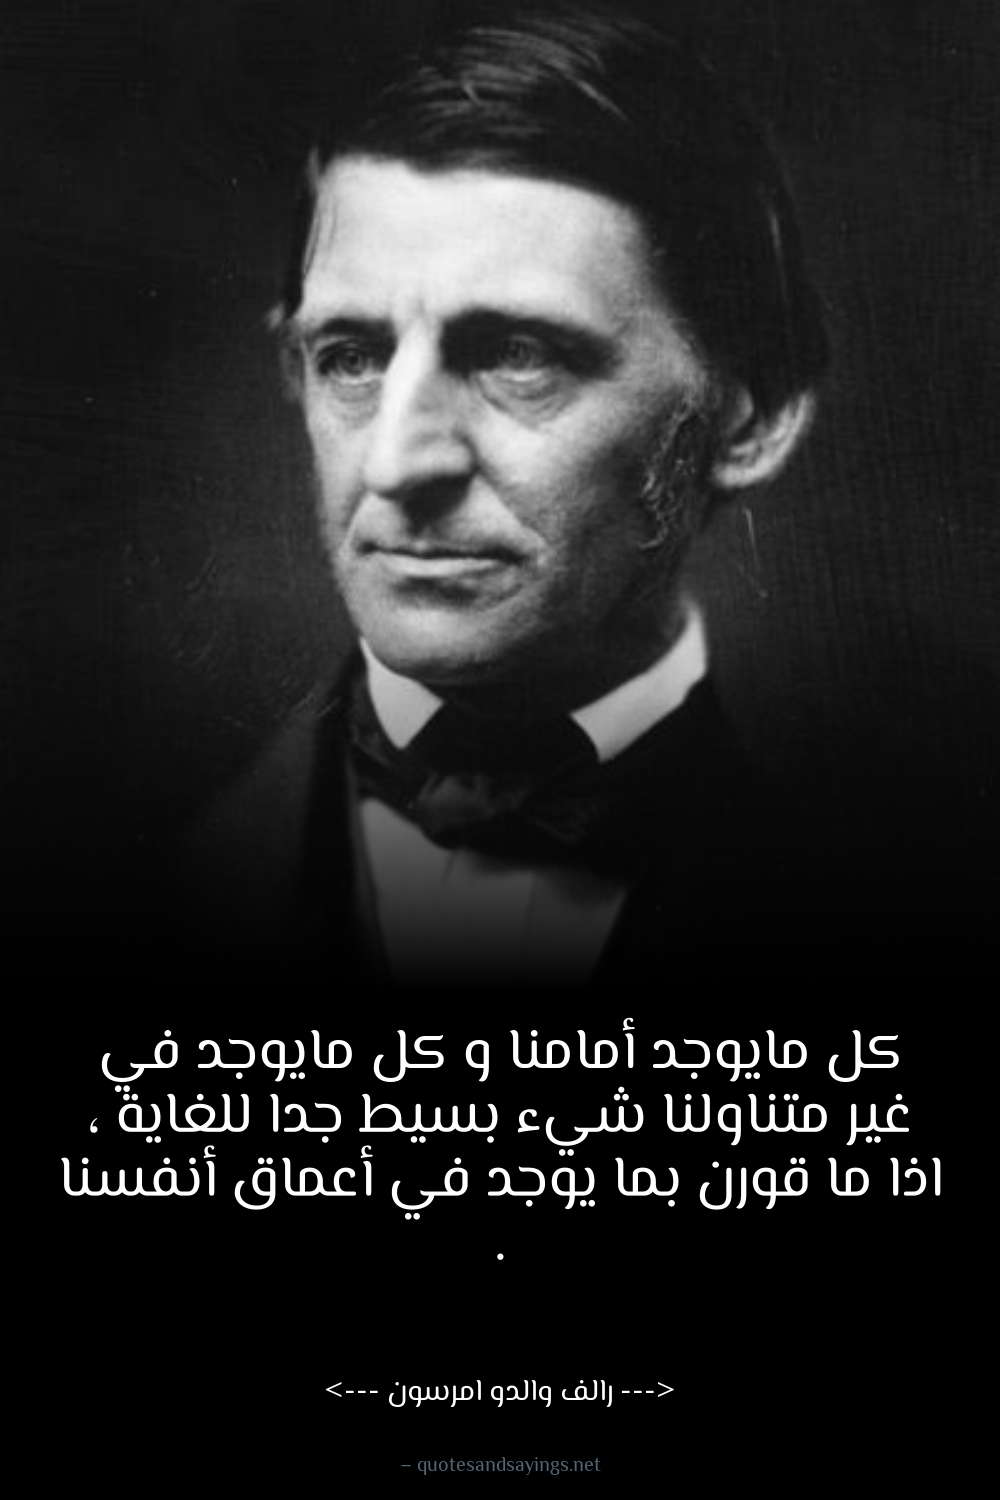 كل مايوجد أمامنا و كل مايوجد في
غير متناولنا شيء بسيط جدا للغاية ،
اذا ما قورن بما يوجد في أعماق أنفسنا
.
<--- رالف والدو امرسون --->
– quotesandsayings.net